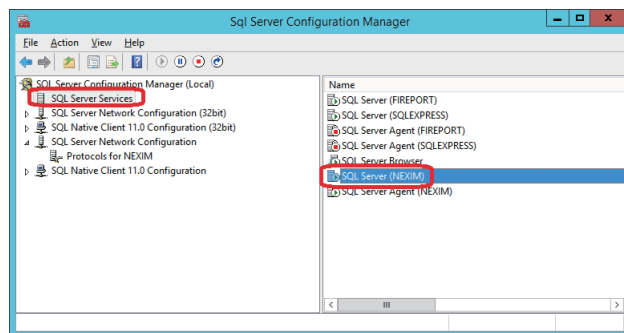 Sql Server Configuration Manager
File Action View Help
SQL Server Configuration Manager (Local)
SQL Server Services
SQL Server Network Configuration (32bit)
SQL Native Client 11.0 Configuration (32bit)
SQL Server Network Configuration
Protocols for NEXIM
SQL Native Client 11.0 Configuration
Name
SQL Server (FIREPORT)
SQL Server (SQLEXPRESS)
SQL Server Agent (FIREPORT)
SQL Server Agent (SQLEXPRESS)
SQL Server Browser
SQL Server (NEXIM)
SQL Server Agent (NEXIM)